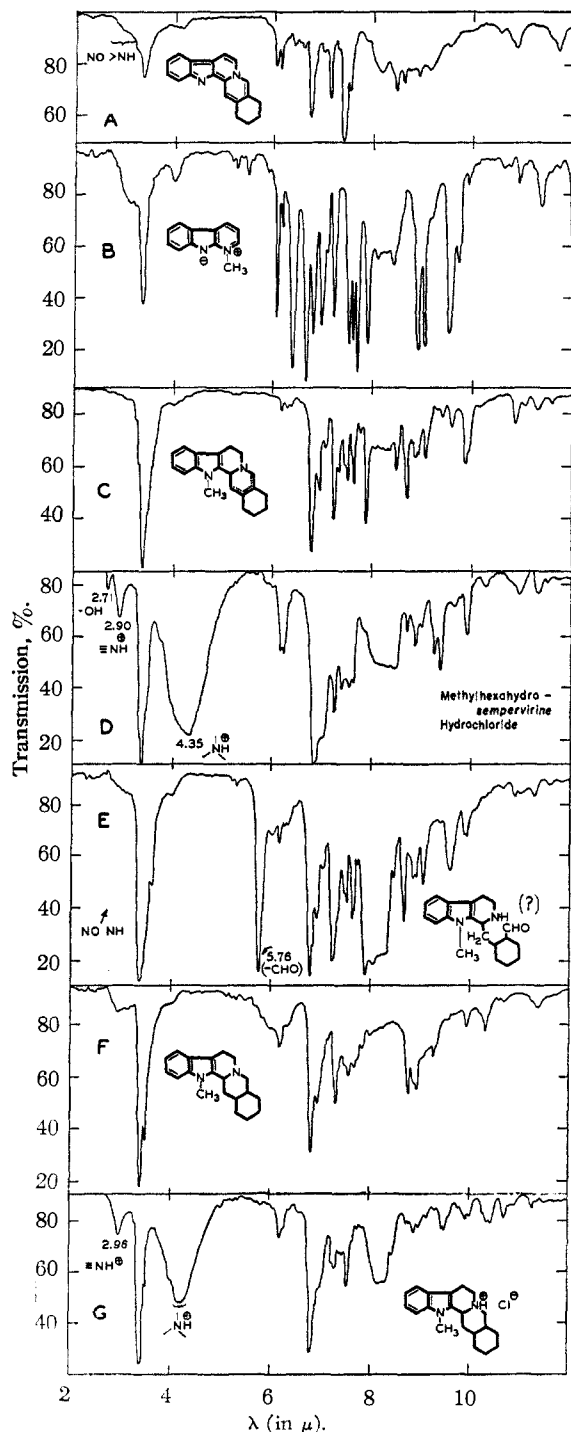 80
60
NO >NH
N
N
A
80
60
40
20
B
N
⊖
N
⊕
CH3
80
60
40
C
N
CH3
N
80
60
40
20
D
2.71
-OH
2.90
≡NH⊕
4.35
NH⊕
Methylhexahydro-
sempervirine
Hydrochloride
Transmission, %.
80
60
40
20
E
NO NH
5.76
(-CHO)
N
CH3
NH
CHO
H2C
(?)
80
60
40
20
F
N
CH3
N
80
60
40
G
2.96
≡NH⊕
NH⊕
N
CH3
NH⊕
Cl⊖
2 4 6 8 10
λ (in μ).